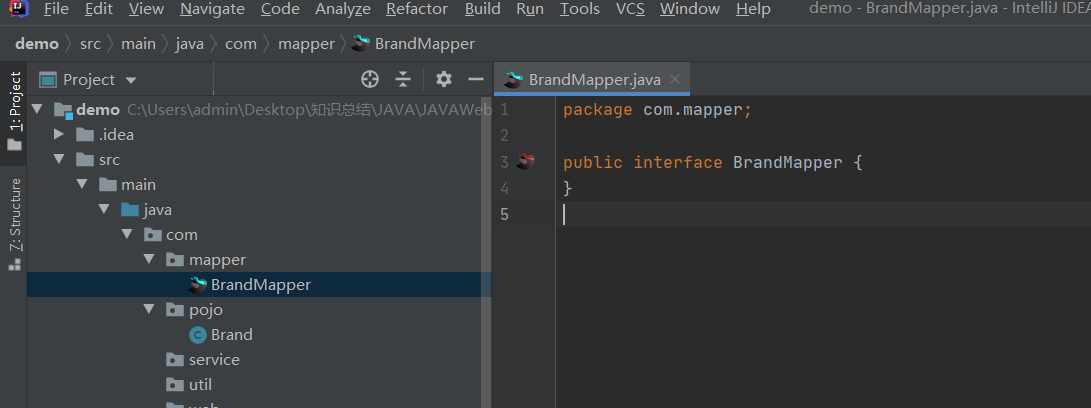 File Edit View Navigate Code Analyze Refactor Build Run Tools VCS Window Help demo - BrandMapper.java - IntelliJ IDEA
demo src main java com mapper BrandMapper
1: Project
Project
BrandMapper.java
demo C:\Users\admin\Desktop\知识总结\JAVA\JAVAWeb
.idea
src
main
java
com
mapper
BrandMapper
pojo
Brand
service
util
Z: Structure
1 package com.mapper;
2
3 public interface BrandMapper {
4 }
5